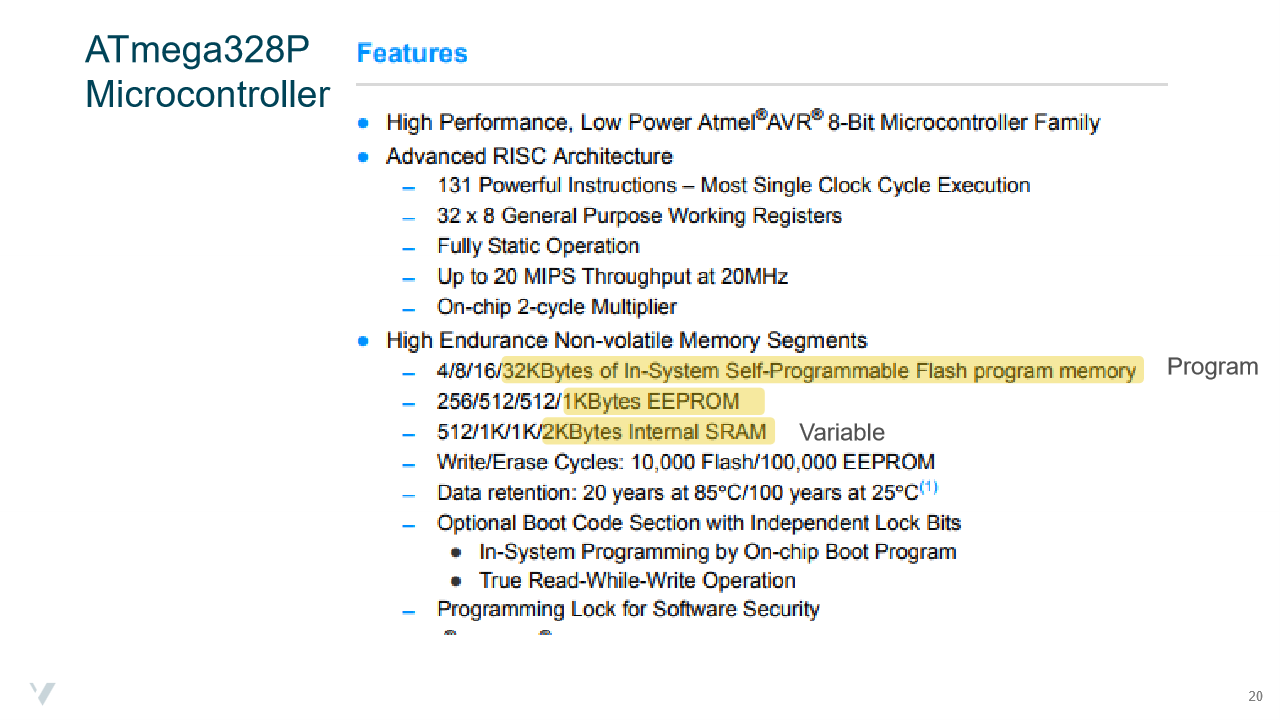 ATmega328P
Microcontroller
Features
High Performance, Low Power Atmel®AVR® 8-Bit Microcontroller Family
Advanced RISC Architecture
131 Powerful Instructions – Most Single Clock Cycle Execution
32 x 8 General Purpose Working Registers
Fully Static Operation
Up to 20 MIPS Throughput at 20MHz
On-chip 2-cycle Multiplier
High Endurance Non-volatile Memory Segments
4/8/16/32KBytes of In-System Self-Programmable Flash program memory Program
256/512/512/1KBytes EEPROM
512/1K/1K/2KBytes Internal SRAM Variable
Write/Erase Cycles: 10,000 Flash/100,000 EEPROM
Data retention: 20 years at 85°C/100 years at 25°C(1)
Optional Boot Code Section with Independent Lock Bits
In-System Programming by On-chip Boot Program
True Read-While-Write Operation
Programming Lock for Software Security
20